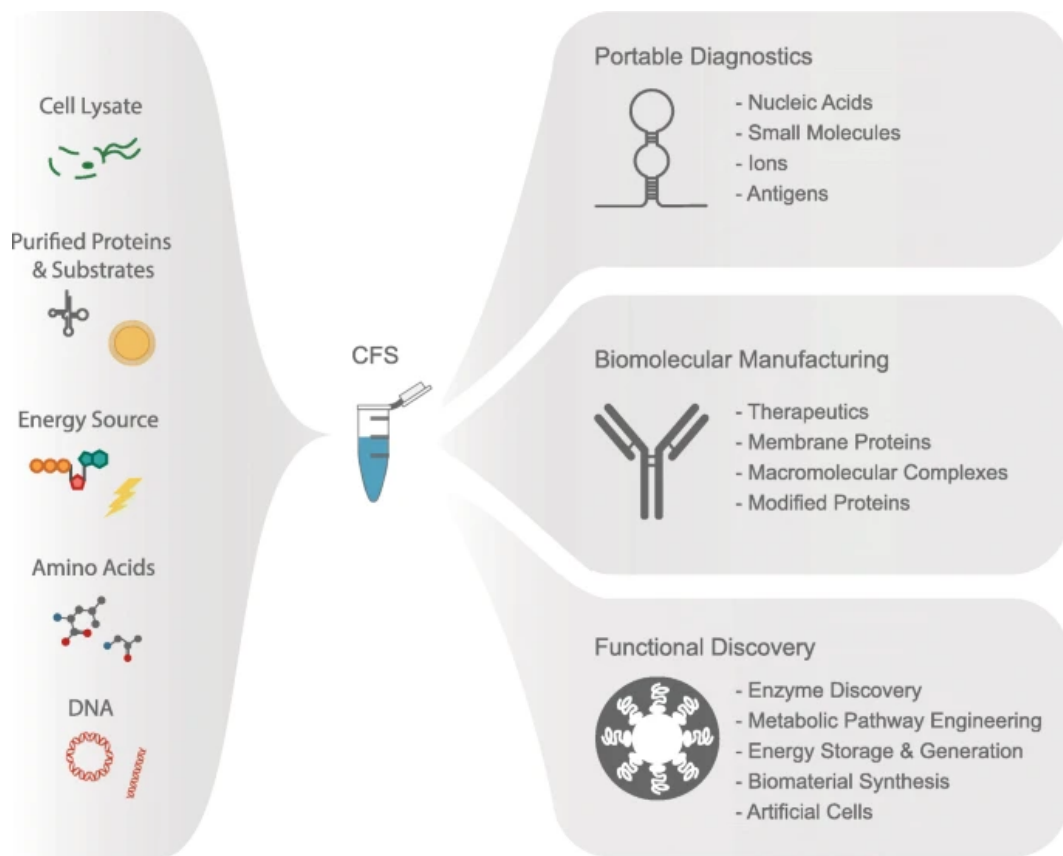 Cell Lysate
Purified Proteins
& Substrates
Energy Source
Amino Acids
DNA
CFS
Portable Diagnostics
- Nucleic Acids
- Small Molecules
- Ions
- Antigens
Biomolecular Manufacturing
- Therapeutics
- Membrane Proteins
- Macromolecular Complexes
- Modified Proteins
Functional Discovery
- Enzyme Discovery
- Metabolic Pathway Engineering
- Energy Storage & Generation
- Biomaterial Synthesis
- Artificial Cells